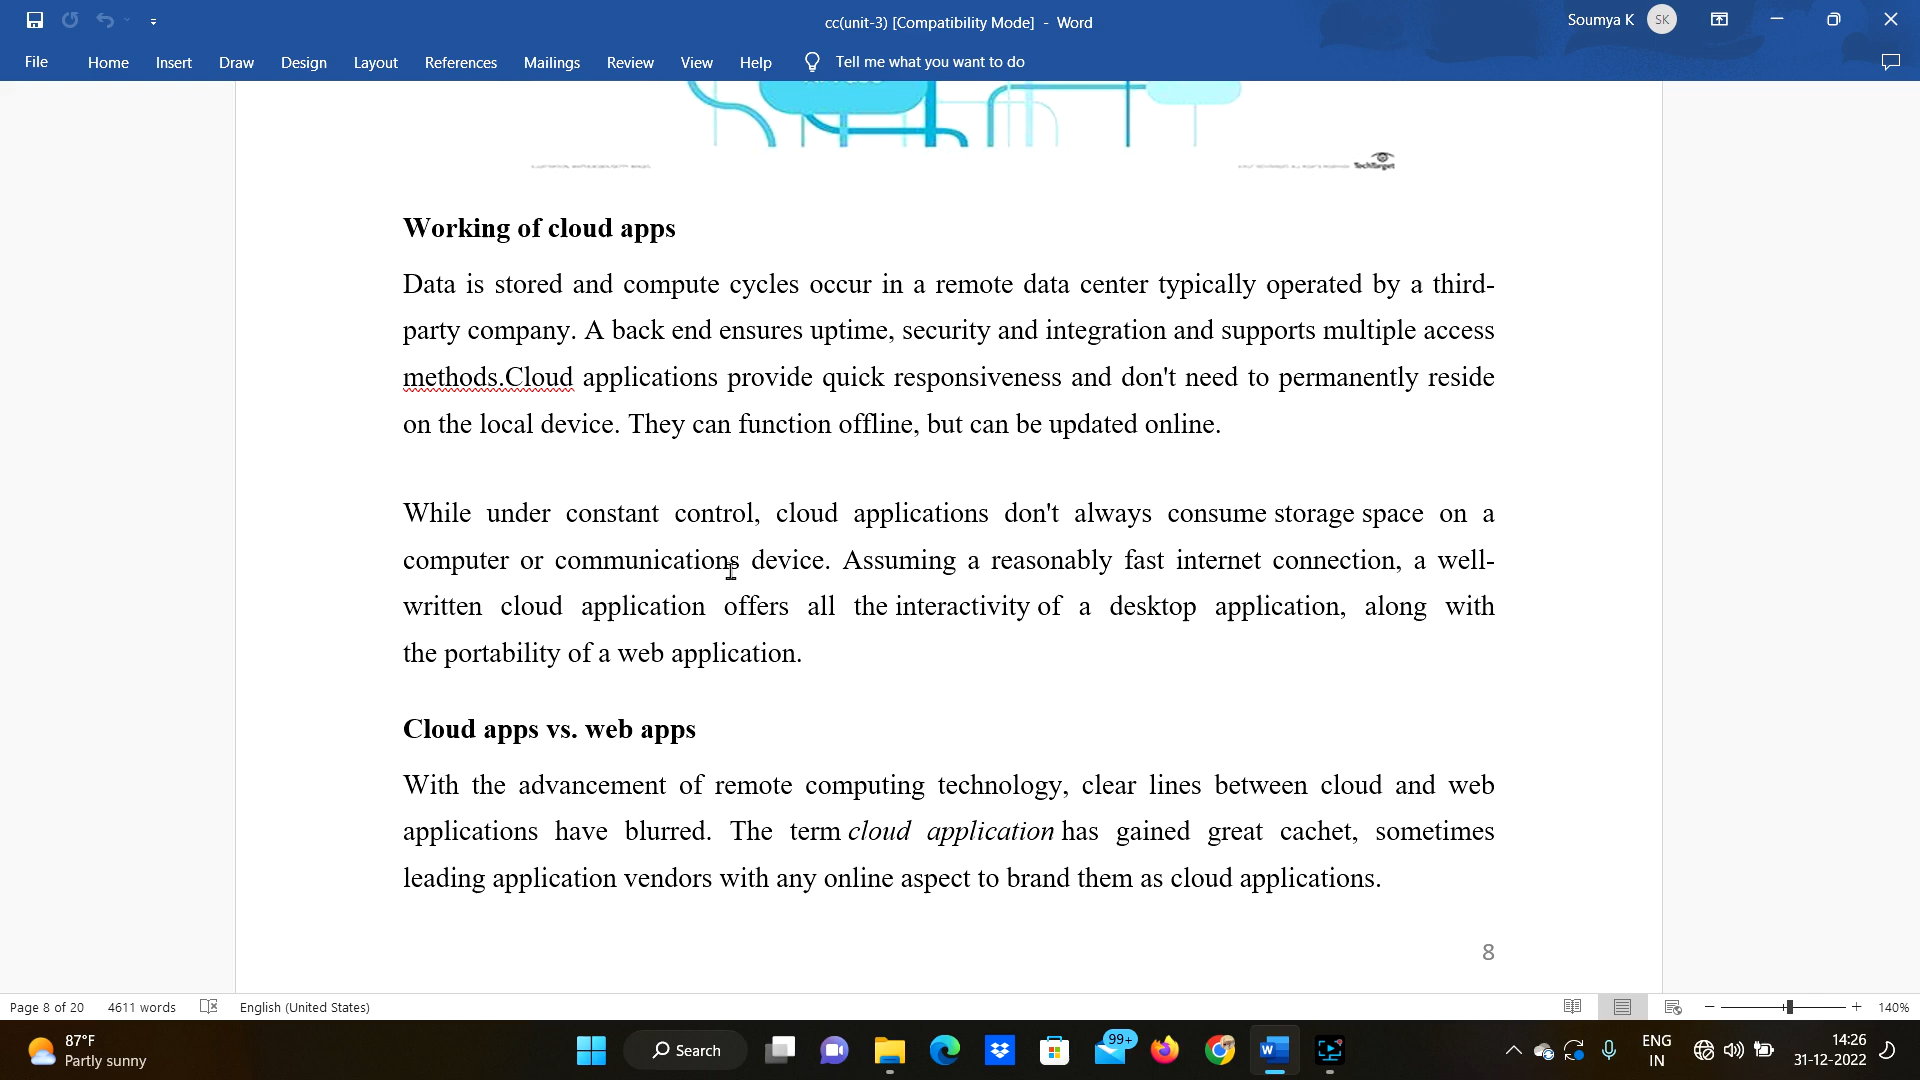 cc(unit-3) [Compatibility Mode] - Word
Soumya K
SK
File Home Insert Draw Design Layout References Mailings Review View Help Tell me what you want to do
TechTarget
Working of cloud apps
Data is stored and compute cycles occur in a remote data center typically operated by a third-
party company. A back end ensures uptime, security and integration and supports multiple access
methods.Cloud applications provide quick responsiveness and don't need to permanently reside
on the local device. They can function offline, but can be updated online.
While under constant control, cloud applications don't always consume storage space on a
computer or communications device. Assuming a reasonably fast internet connection, a well-
written cloud application offers all the interactivity of a desktop application, along with
the portability of a web application.
Cloud apps vs. web apps
With the advancement of remote computing technology, clear lines between cloud and web
applications have blurred. The term cloud application has gained great cachet, sometimes
leading application vendors with any online aspect to brand them as cloud applications.
8
Page 8 of 20 4611 words English (United States) 140%
87°F
Partly sunny
Search
99+
ENG
IN
14:26
31-12-2022